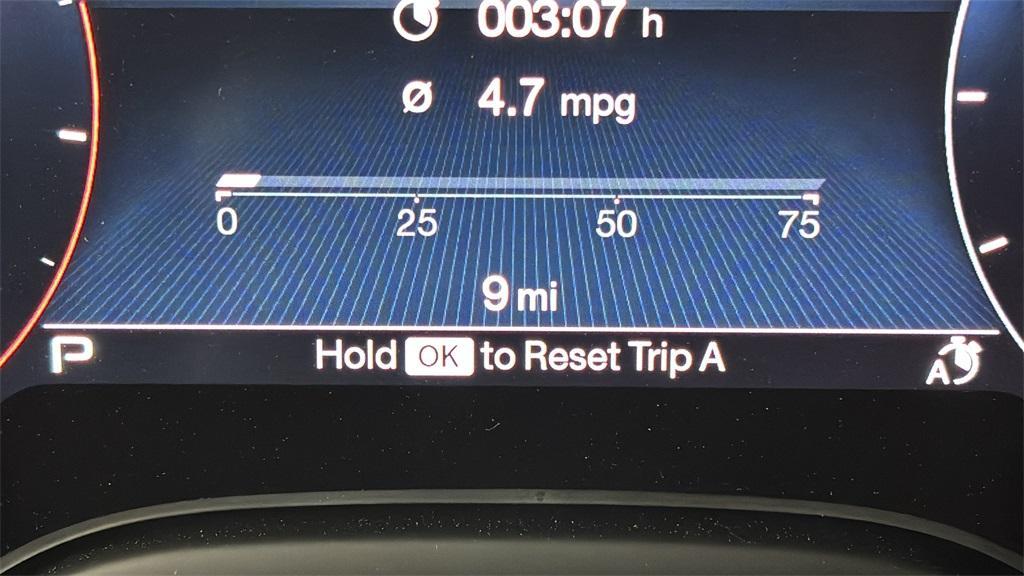 003:07 h
Ø 4.7 mpg
0 25 50 75
9 mi
P Hold OK to Reset Trip A A